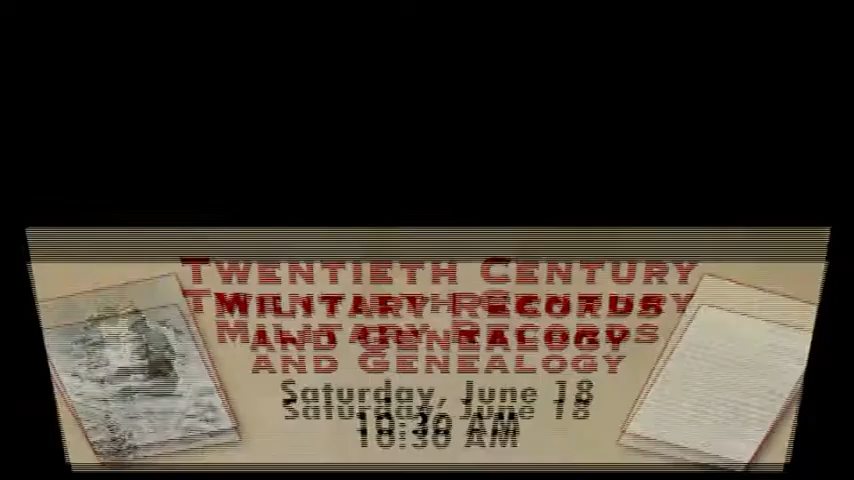 Twentieth Century
Military Records
and Genealogy
Saturday, June 18
10:30 AM